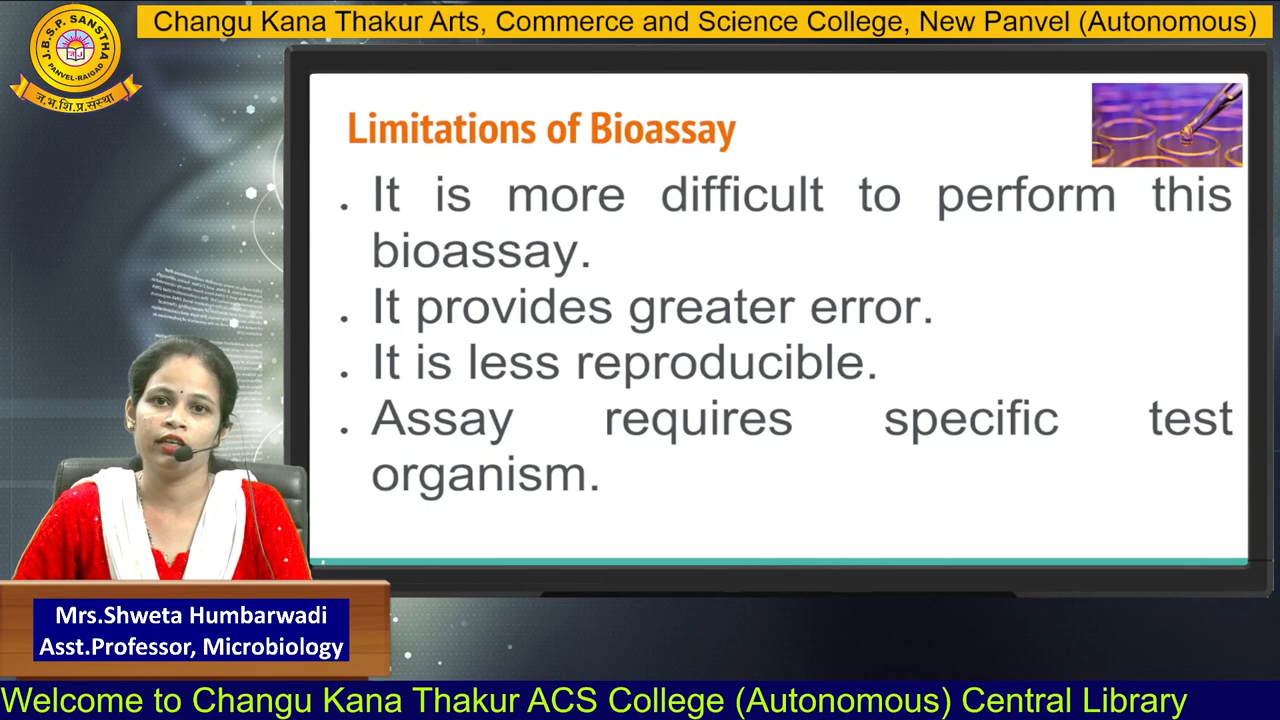 Changu Kana Thakur Arts, Commerce and Science College, New Panvel (Autonomous)
J.B.S.P. SANSTHA
PANVEL-RAIGAD
ज.भ.शि.प्र.संस्था
Limitations of Bioassay
. It is more difficult to perform this
bioassay.
. It provides greater error.
. It is less reproducible.
. Assay requires specific test
organism.
Mrs.Shweta Humbarwadi
Asst.Professor, Microbiology
Welcome to Changu Kana Thakur ACS College (Autonomous) Central Library